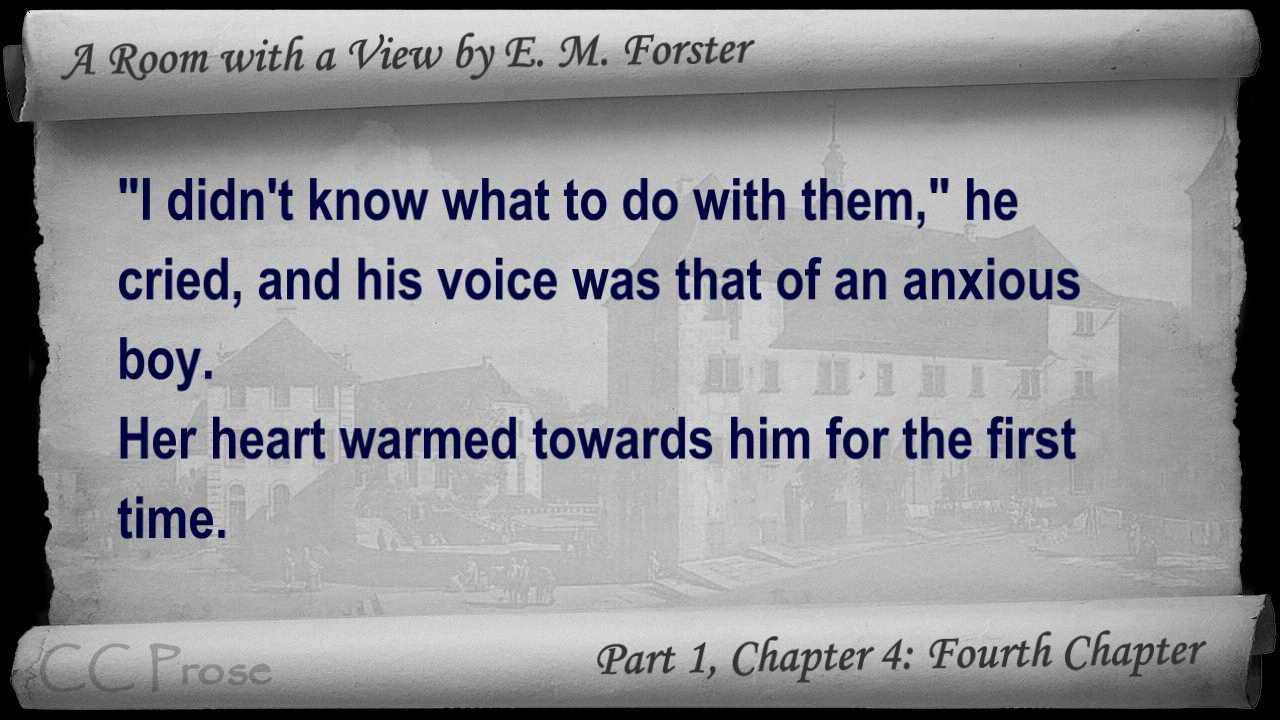 A Room with a View by E. M. Forster
"I didn't know what to do with them," he
cried, and his voice was that of an anxious
boy.
Her heart warmed towards him for the first
time.
CC Prose
Part 1, Chapter 4: Fourth Chapter